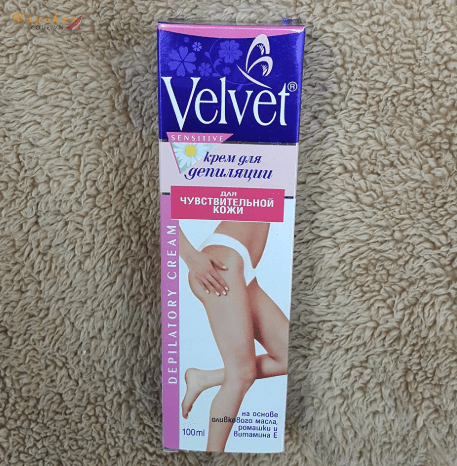 Velvet®
SENSITIVE
крем для
депиляции
для
ЧУВСТВИТЕЛЬНОЙ
КОЖИ
DEPILATORY CREAM
на основе
оливкового масла,
ромашки и
витамина Е
100ml